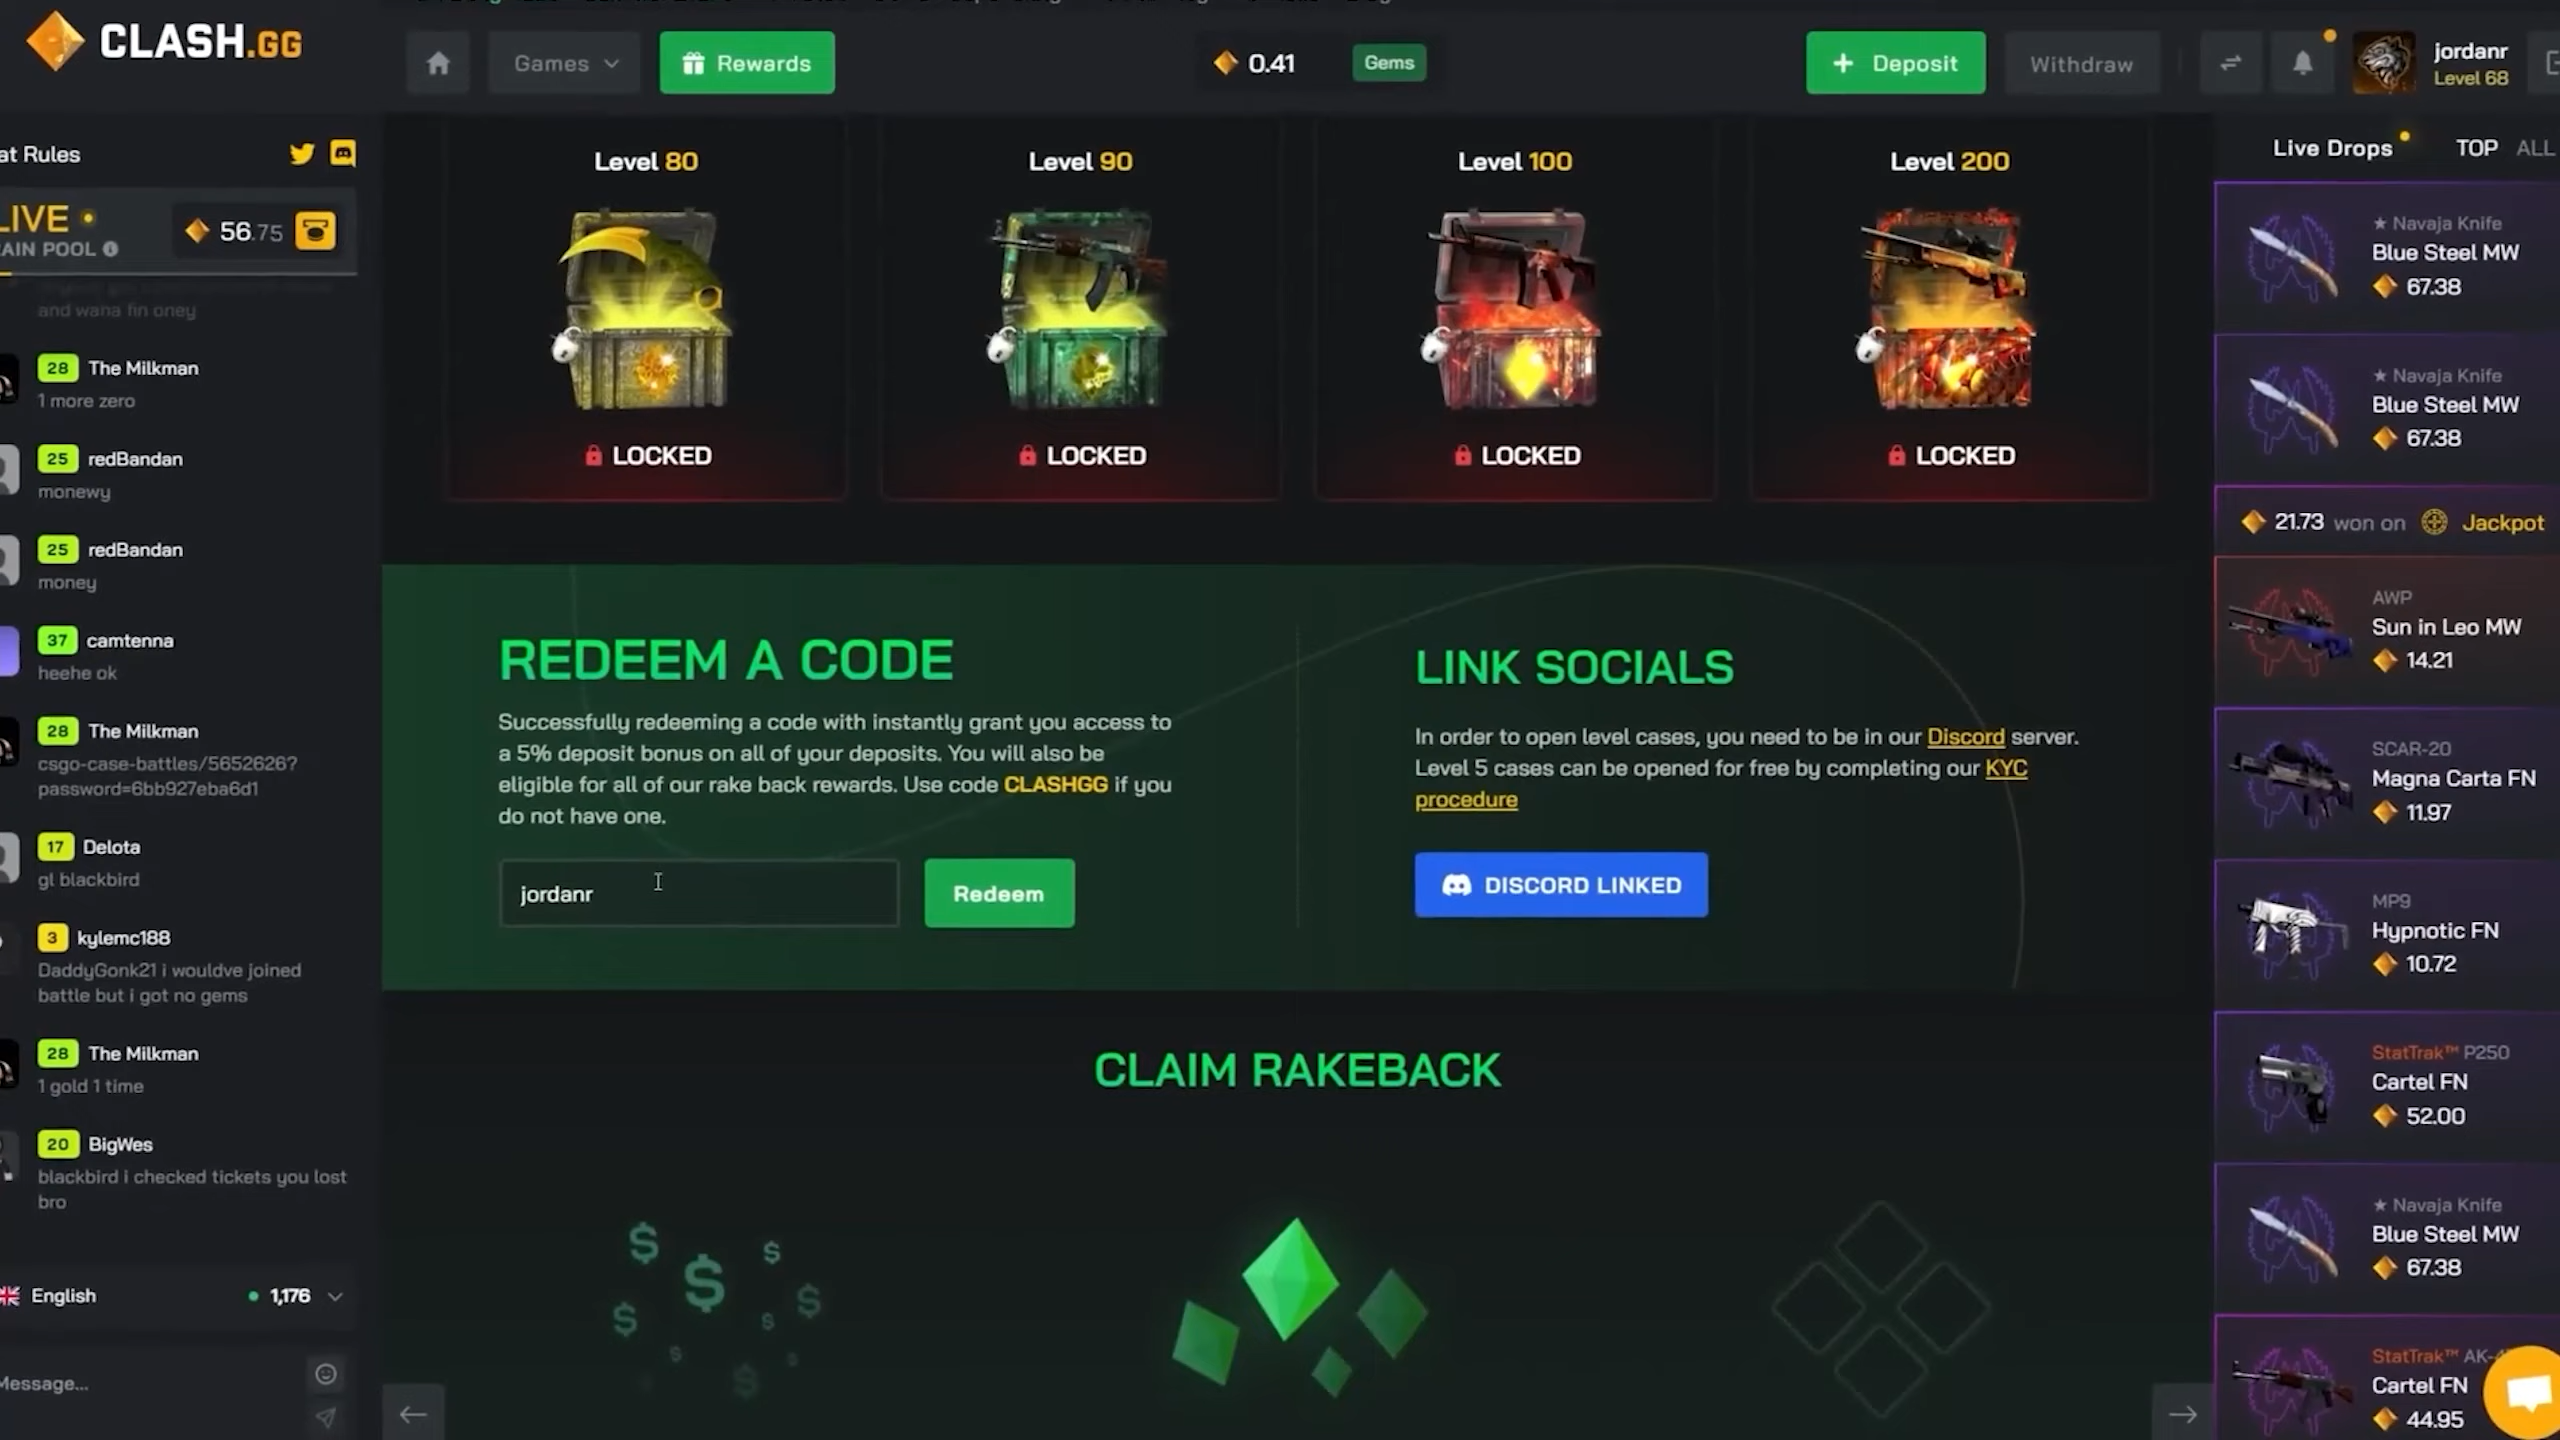 CLASH.GG
Games
Rewards
0.41
Gems
Deposit
Withdraw
jordanr
Level 68
at Rules
LIVE
AIN POOL
56.75
and wana fin oney
28 The Milkman
1 more zero
25 redBandan
monewy
25 redBandan
money
37 camtenna
heehe ok
28 The Milkman
csgo-case-battles/5652626?
password=6bb927eba6d1
17 Delota
gl blackbird
3 kylemc188
DaddyGonk21 i wouldve joined
battle but i got no gems
28 The Milkman
1 gold 1 time
20 BigWes
blackbird i checked tickets you lost
bro
English
1,176
Message...
Level 80
LOCKED
Level 90
LOCKED
Level 100
LOCKED
Level 200
LOCKED
REDEEM A CODE
Successfully redeeming a code with instantly grant you access to
a 5% deposit bonus on all of your deposits. You will also be
eligible for all of our rake back rewards. Use code CLASHGG if you
do not have one.
jordanr
Redeem
LINK SOCIALS
In order to open level cases, you need to be in our Discord server.
Level 5 cases can be opened for free by completing our KYC
procedure
DISCORD LINKED
CLAIM RAKEBACK
Live Drops
TOP
ALL
★ Navaja Knife
Blue Steel MW
67.38
★ Navaja Knife
Blue Steel MW
67.38
21.73 won on Jackpot
AWP
Sun in Leo MW
14.21
SCAR-20
Magna Carta FN
11.97
MP9
Hypnotic FN
10.72
StatTrak™ P250
Cartel FN
52.00
★ Navaja Knife
Blue Steel MW
67.38
StatTrak™ AK-4
Cartel FN
44.95